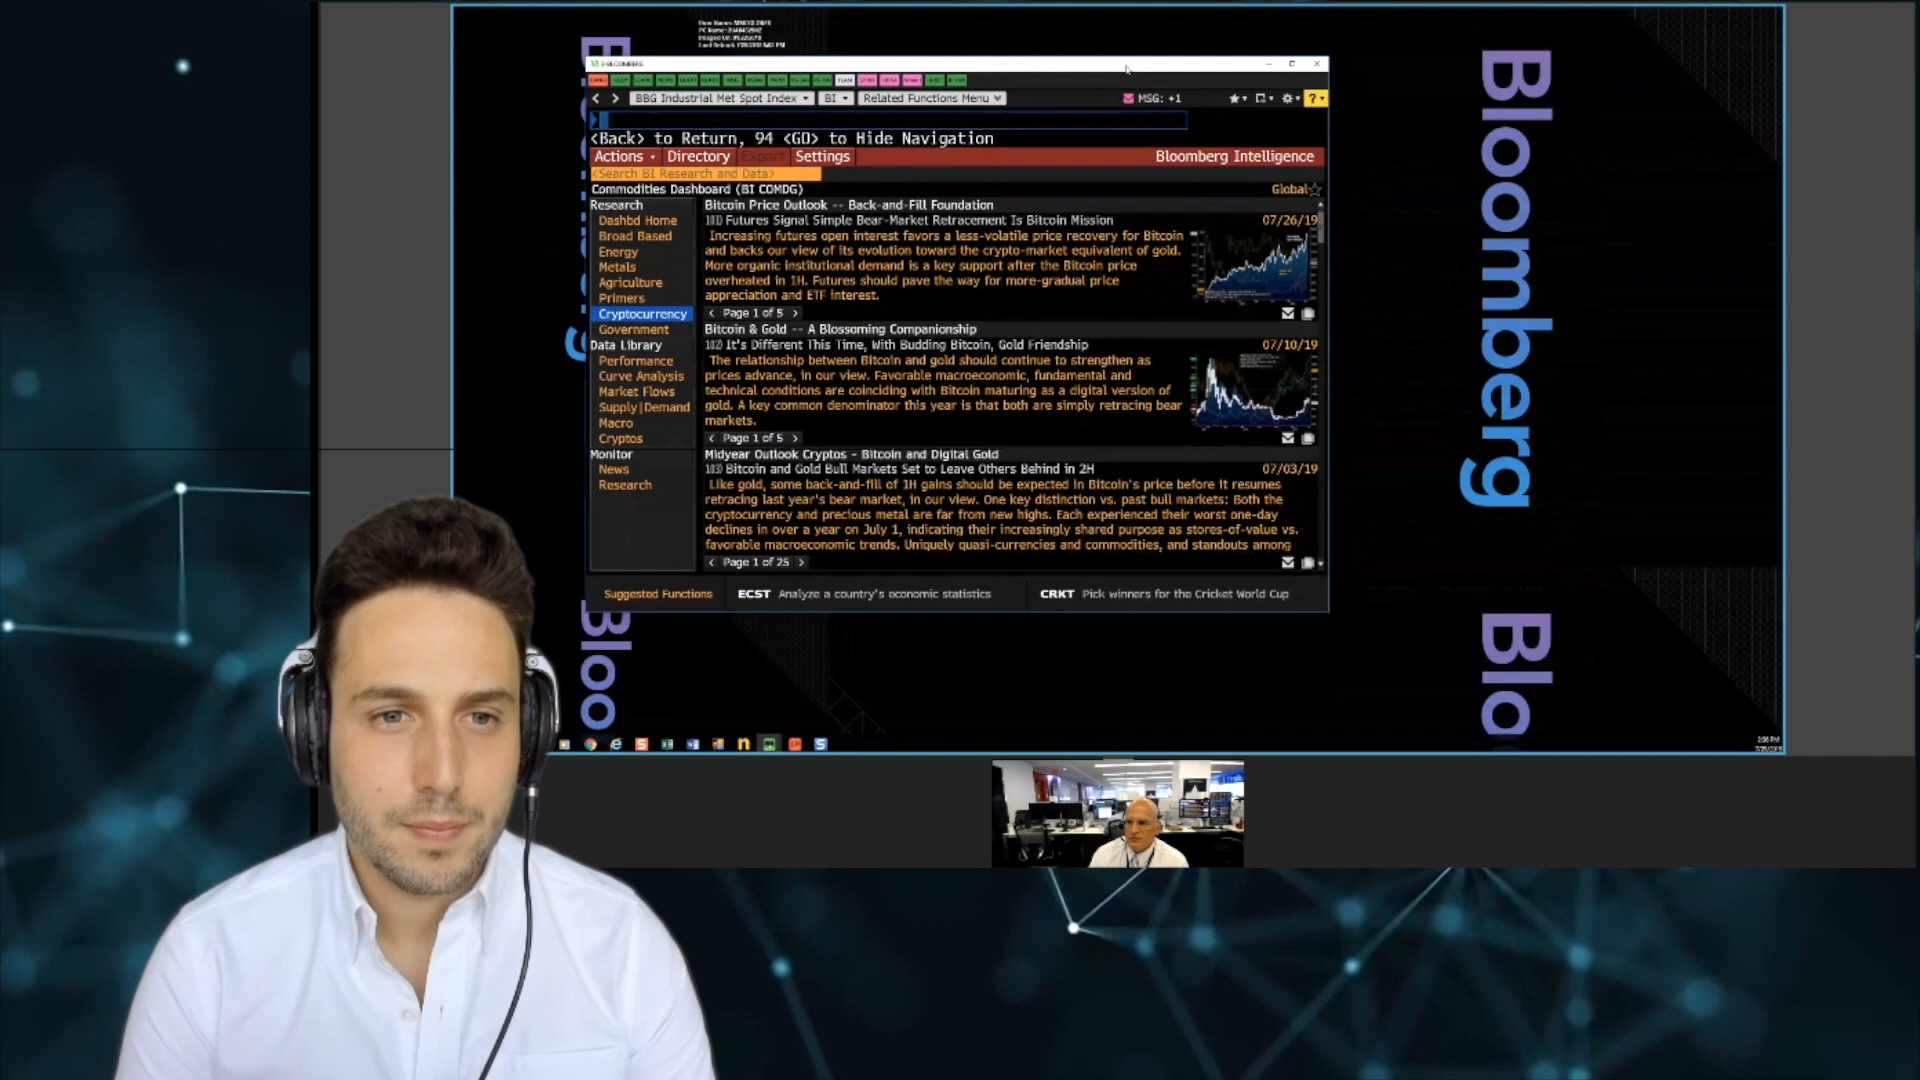 Bloomberg
BBG Industrial Met Spot Index
BI
Related Functions Menu
MSG: +1
?
<Back> to Return, 94 <GO> to Hide Navigation
Actions
Directory
Export
Settings
Bloomberg Intelligence
<Search BI Research and Data>
Commodities Dashboard (BI COMDG)
Global
Research
Dashbd Home
Broad Based
Energy
Metals
Agriculture
Primers
Cryptocurrency
Government
Data Library
Performance
Curve Analysis
Market Flows
Supply|Demand
Macro
Cryptos
Monitor
News
Research
Bitcoin Price Outlook -- Back-and-Fill Foundation
101) Futures Signal Simple Bear-Market Retracement Is Bitcoin Mission 07/26/19
Increasing futures open interest favors a less-volatile price recovery for Bitcoin
and backs our view of its evolution toward the crypto-market equivalent of gold.
More organic institutional demand is a key support after the Bitcoin price
overheated in 1H. Futures should pave the way for more-gradual price
appreciation and ETF interest.
< Page 1 of 5 >
Bitcoin & Gold -- A Blossoming Companionship
102) It's Different This Time, With Budding Bitcoin, Gold Friendship 07/10/19
The relationship between Bitcoin and gold should continue to strengthen as
prices advance, in our view. Favorable macroeconomic, fundamental and
technical conditions are coinciding with Bitcoin maturing as a digital version of
gold. A key common denominator this year is that both are simply retracing bear
markets.
< Page 1 of 5 >
Midyear Outlook Cryptos - Bitcoin and Digital Gold
103) Bitcoin and Gold Bull Markets Set to Leave Others Behind in 2H 07/03/19
Like gold, some back-and-fill of 1H gains should be expected in Bitcoin's price before it resumes
retracing last year's bear market, in our view. One key distinction vs. past bull markets: Both the
cryptocurrency and precious metal are far from new highs. Each experienced their worst one-day
declines in over a year on July 1, indicating their increasingly shared purpose as stores-of-value vs.
favorable macroeconomic trends. Uniquely quasi-currencies and commodities, and standouts among
< Page 1 of 25 >
Suggested Functions
ECST Analyze a country's economic statistics
CRKT Pick winners for the Cricket World Cup
Bloo
Blo